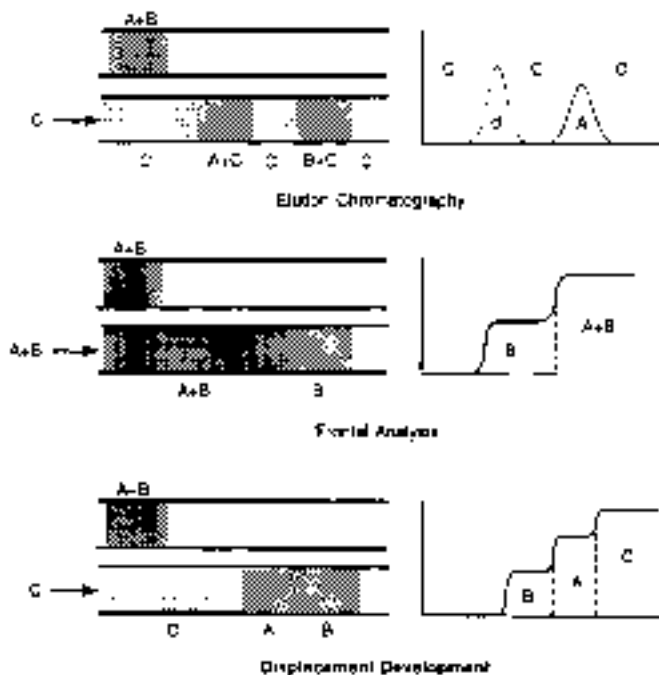 A+B
C C C
C A
C A+C C B+C C
Elution Chromatography
A+B
A+B B A+B
A+B B
Frontal Analysis
A+B
C B A C
C A B
Displacement Development